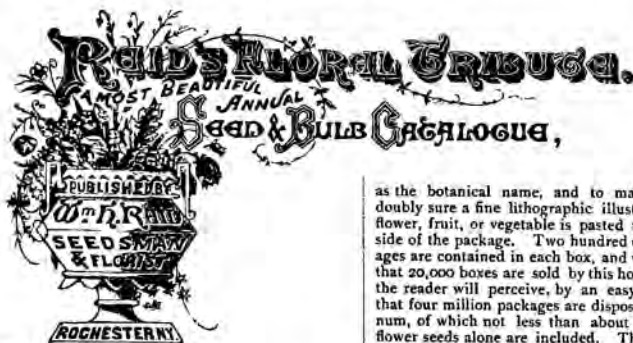 REID'S FLORAL TRIBUTE.
A MOST BEAUTIFUL
ANNUAL
SEED & BULB CATALOGUE,
PUBLISHED BY
Wm H. REID
SEEDSMAN
& FLORIST
ROCHESTER NY.
as the botanical name, and to ma
doubly sure a fine lithographic illus
flower, fruit, or vegetable is pasted
side of the package. Two hundred
ages are contained in each box, and
that 20,000 boxes are sold by this ho
the reader will perceive, by an easy
that four million packages are dispos
num, of which not less than about
flower seeds alone are included. Th